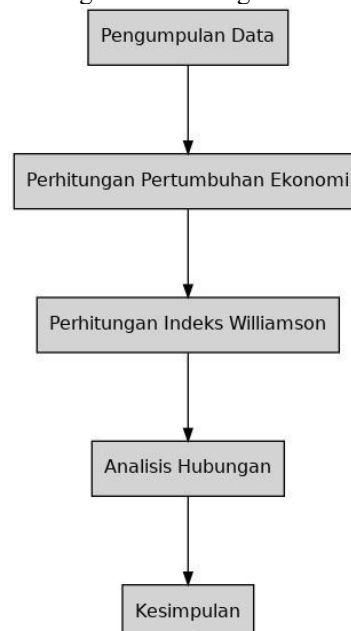 Pengumpulan Data
Perhitungan Pertumbuhan Ekonomi
Perhitungan Indeks Williamson
Analisis Hubungan
Kesimpulan